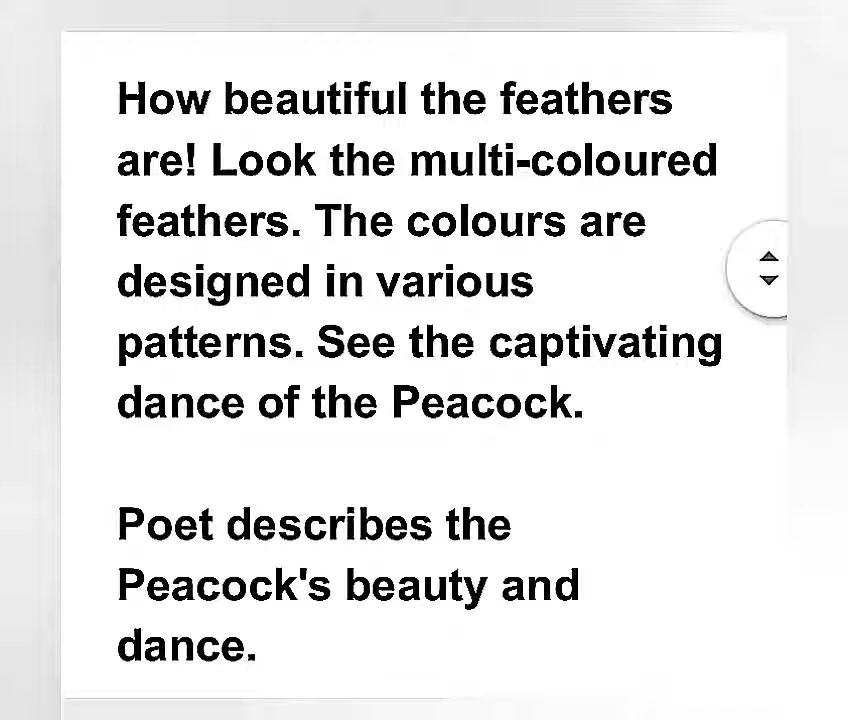 How beautiful the feathers
are! Look the multi-coloured
feathers. The colours are
designed in various
patterns. See the captivating
dance of the Peacock.
Poet describes the
Peacock's beauty and
dance.